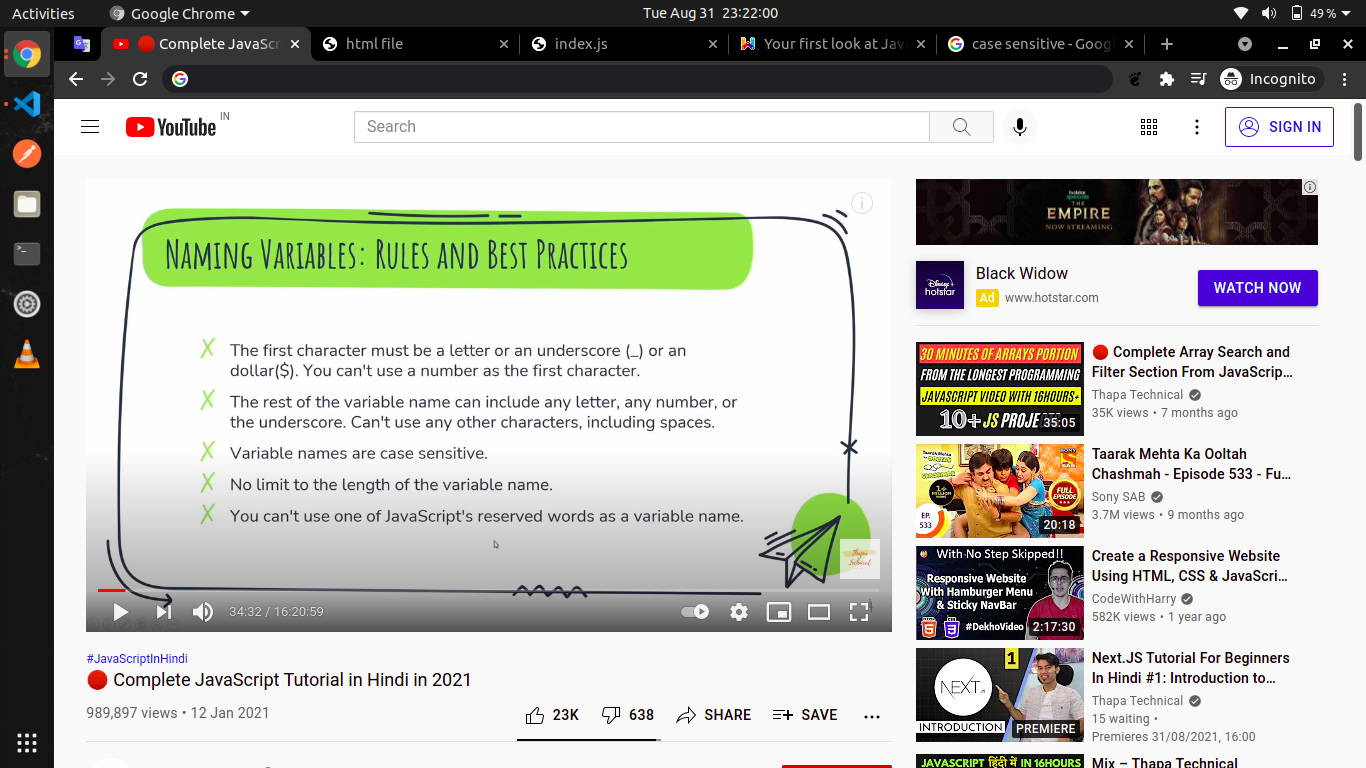 Activities
Google Chrome
Tue Aug 31 23:22:00
49 %
Complete JavaScr
html file
index.js
Your first look at Jav
case sensitive - Goog
Incognito
YouTube IN
Search
SIGN IN
NAMING VARIABLES: RULES AND BEST PRACTICES
The first character must be a letter or an underscore (_) or an
dollar($). You can't use a number as the first character.
The rest of the variable name can include any letter, any number, or
the underscore. Can't use any other characters, including spaces.
Variable names are case sensitive.
No limit to the length of the variable name.
You can't use one of JavaScript's reserved words as a variable name.
Thapa
Technical
34:32 / 16:20:59
#JavaScriptInHindi
Complete JavaScript Tutorial in Hindi in 2021
989,897 views • 12 Jan 2021
23K
638
SHARE
SAVE
hotstar
specials
THE
EMPIRE
NOW STREAMING
Disney+
hotstar
Black Widow
Ad www.hotstar.com
WATCH NOW
30 MINUTES OF ARRAYS PORTION
FROM THE LONGEST PROGRAMMING
JAVASCRIPT VIDEO WITH 16HOURS+
10+ JS PROJE
35:05
Complete Array Search and
Filter Section From JavaScrip…
Thapa Technical
35K views • 7 months ago
Taarak Mehta
1+
MILLION
EP.
533
FULL
EPISODE
20:18
Taarak Mehta Ka Ooltah
Chashmah - Episode 533 - Fu…
Sony SAB
3.7M views • 9 months ago
With No Step Skipped!!
Responsive Website
With Hamburger Menu
& Sticky NavBar
#DekhoVideo
2:17:30
Create a Responsive Website
Using HTML, CSS & JavaScri…
CodeWithHarry
582K views • 1 year ago
1
NEXT.JS
INTRODUCTION
PREMIERE
Next.JS Tutorial For Beginners
In Hindi #1: Introduction to…
Thapa Technical
15 waiting •
Premieres 31/08/2021, 16:00
JAVASCRIPT हिंदी में IN 16HOURS
Mix – Thapa Technical